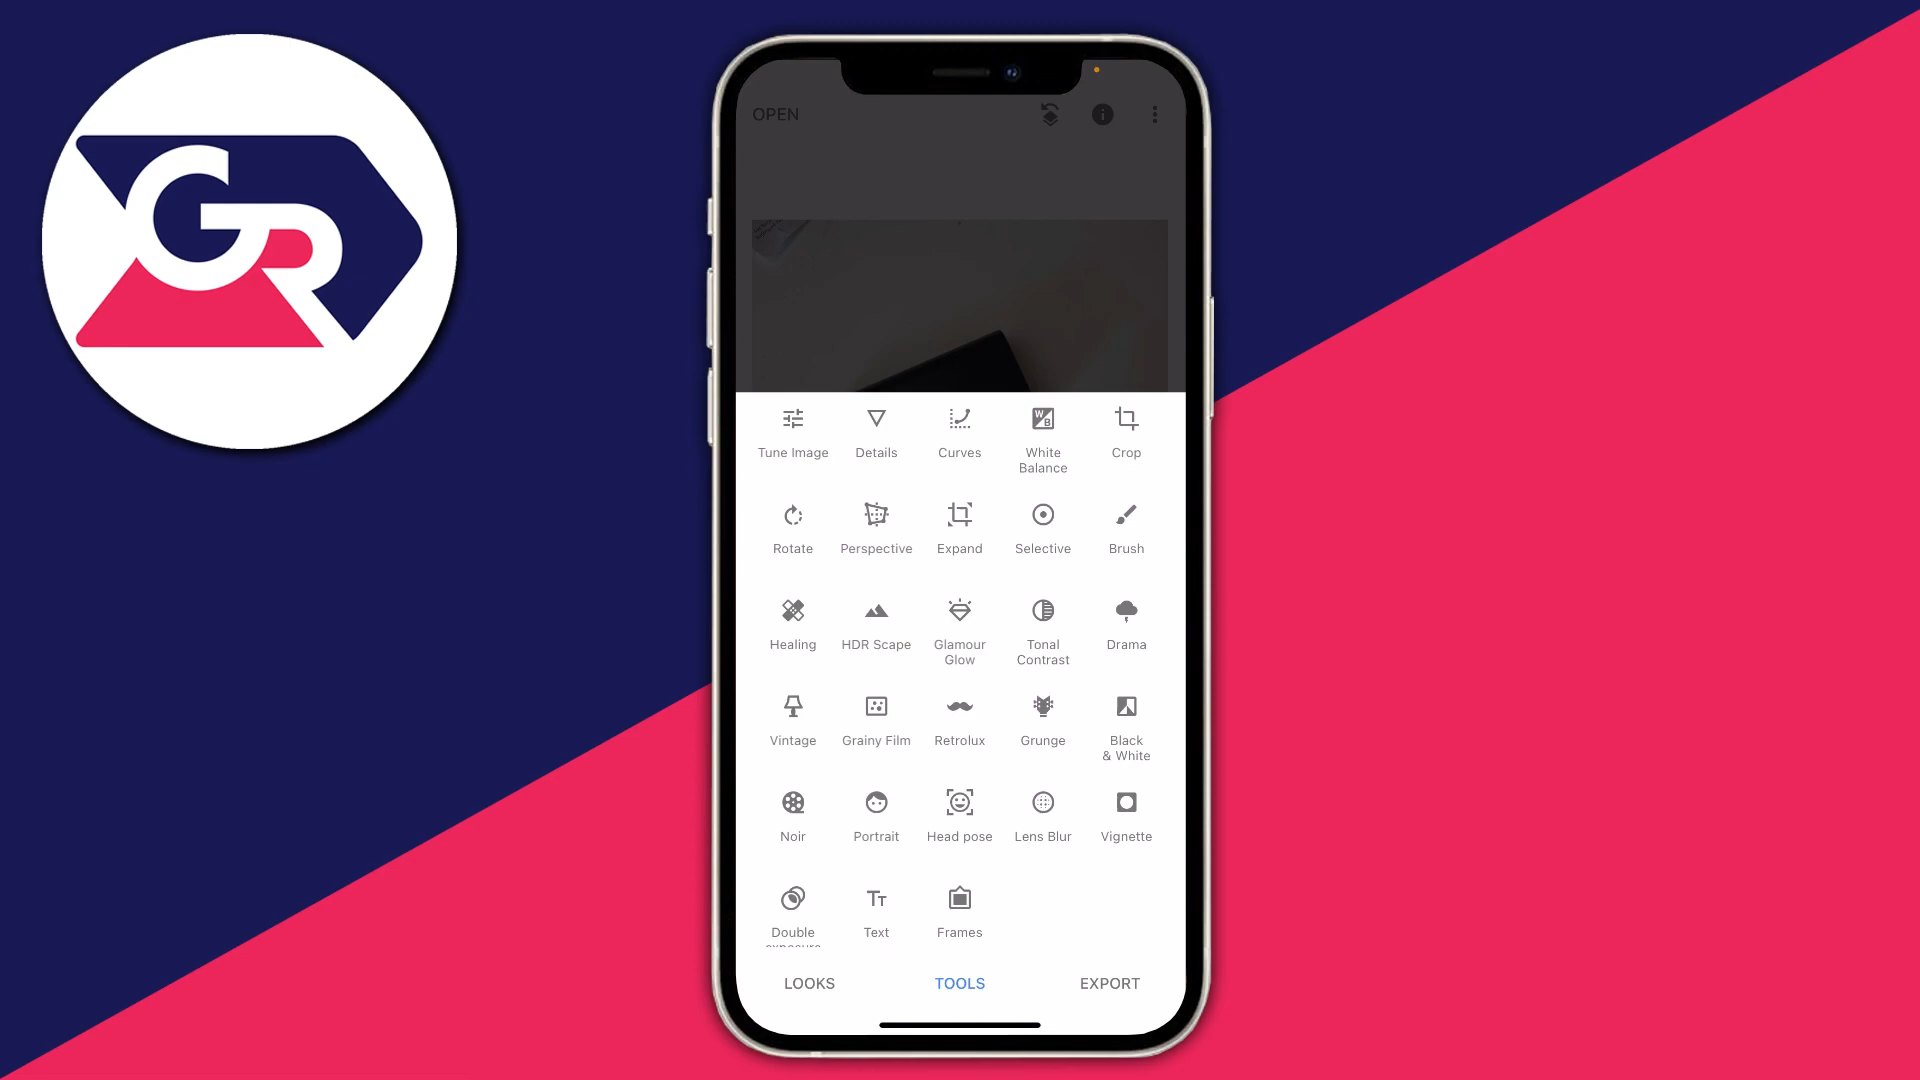 GR
OPEN
Tune Image
Details
Curves
White
Balance
Crop
Rotate
Perspective
Expand
Selective
Brush
Healing
HDR Scape
Glamour
Glow
Tonal
Contrast
Drama
Vintage
Grainy Film
Retrolux
Grunge
Black
& White
Noir
Portrait
Head pose
Lens Blur
Vignette
Double
exposure
Text
Frames
LOOKS
TOOLS
EXPORT